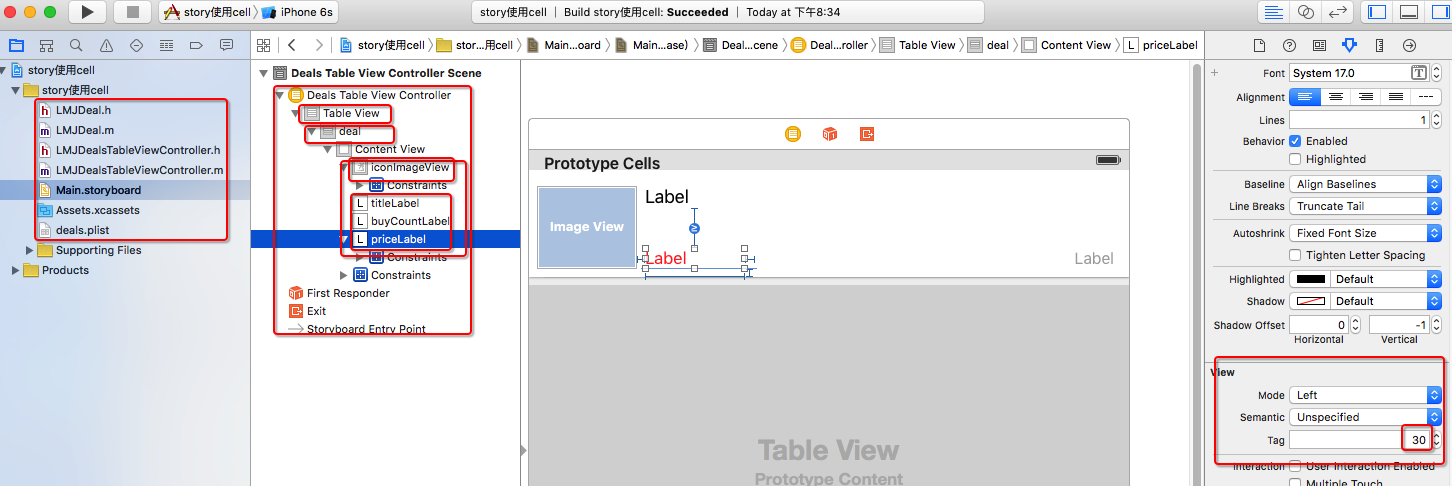 story使用cell
iPhone 6s
story使用cell | Build story使用cell: Succeeded | Today at 下午8:34
story使用cell
story使用cell
LMJDeal.h
LMJDeal.m
LMJDealsTableViewController.h
LMJDealsTableViewController.m
Main.storyboard
Assets.xcassets
deals.plist
Supporting Files
Products
story使用cell
stor...用cell
Main...oard
Main...ase)
Deal...cene
Deal...roller
Table View
deal
Content View
L priceLabel
Deals Table View Controller Scene
Deals Table View Controller
Table View
deal
Content View
iconImageView
Constraints
L titleLabel
L buyCountLabel
L priceLabel
Constraints
Constraints
First Responder
Exit
Storyboard Entry Point
Prototype Cells
Image View
Label
Label
Label
Table View
Prototype Content
Font System 17.0
Alignment
Lines 1
Behavior Enabled
Highlighted
Baseline Align Baselines
Line Breaks Truncate Tail
Autoshrink Fixed Font Size
Tighten Letter Spacing
Highlighted Default
Shadow Default
Shadow Offset 0 -1
Horizontal Vertical
View
Mode Left
Semantic Unspecified
Tag 30
Interaction User Interaction Enabled
Multiple Touch